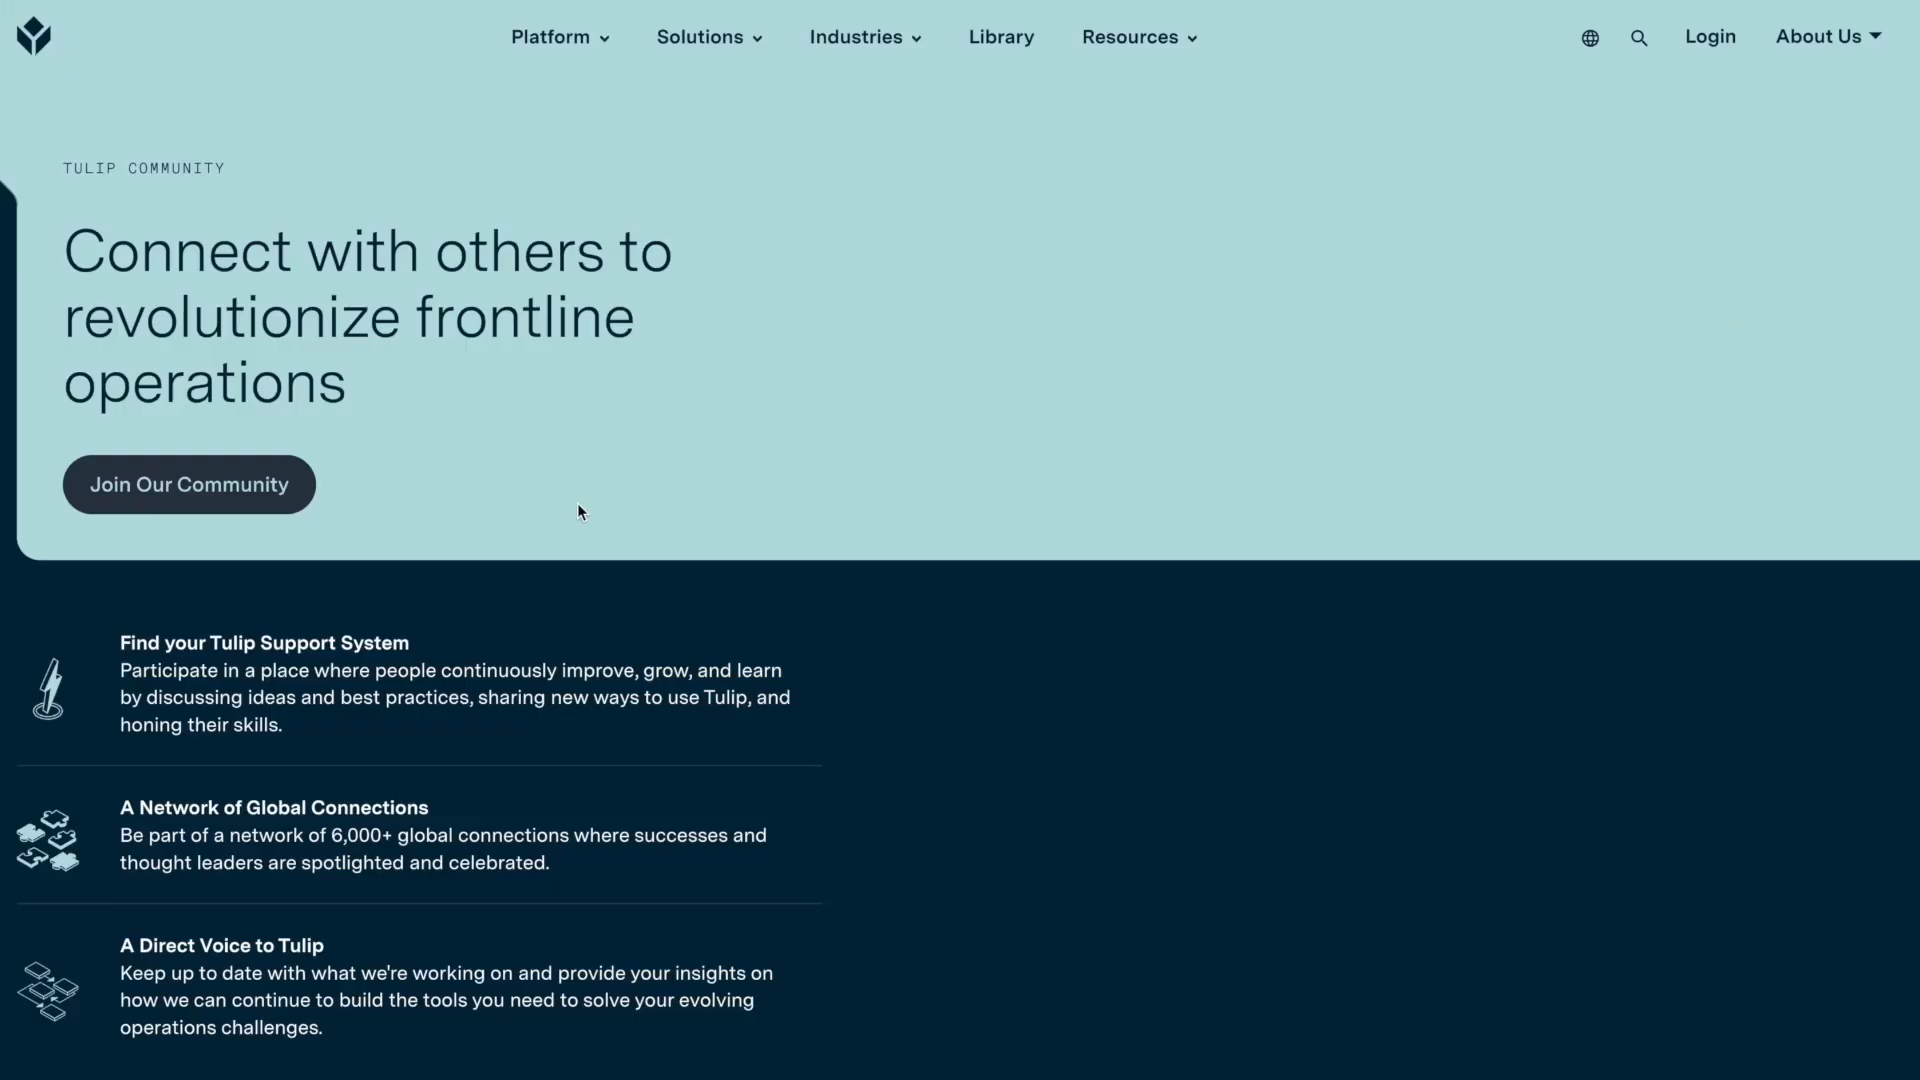 Platform
Solutions
Industries
Library
Resources
Login
About Us
TULIP COMMUNITY
Connect with others to
revolutionize frontline
operations
Join Our Community
Find your Tulip Support System
Participate in a place where people continuously improve, grow, and learn
by discussing ideas and best practices, sharing new ways to use Tulip, and
honing their skills.
A Network of Global Connections
Be part of a network of 6,000+ global connections where successes and
thought leaders are spotlighted and celebrated.
A Direct Voice to Tulip
Keep up to date with what we're working on and provide your insights on
how we can continue to build the tools you need to solve your evolving
operations challenges.